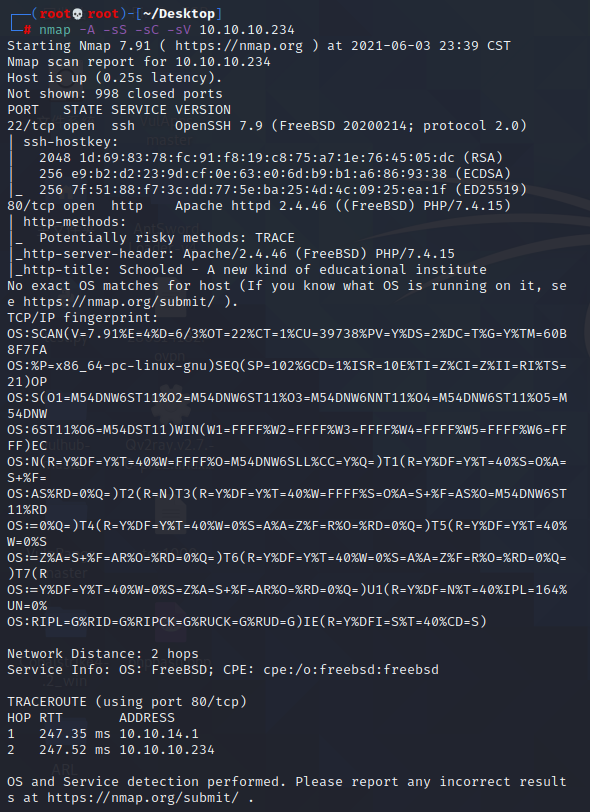 ┌──(root💀root)-[~/Desktop]
└─# nmap -A -sS -sC -sV 10.10.10.234
Starting Nmap 7.91 ( https://nmap.org ) at 2021-06-03 23:39 CST
Nmap scan report for 10.10.10.234
Host is up (0.25s latency).
Not shown: 998 closed ports
PORT   STATE SERVICE VERSION
22/tcp open  ssh     OpenSSH 7.9 (FreeBSD 20200214; protocol 2.0)
| ssh-hostkey:
|   2048 1d:69:83:78:fc:91:f8:19:c8:75:a7:1e:76:45:05:dc (RSA)
|   256 e9:b2:d2:23:9d:cf:0e:63:e0:6d:b9:b1:a6:86:93:38 (ECDSA)
|_  256 7f:51:88:f7:3c:dd:77:5e:ba:25:4d:4c:09:25:ea:1f (ED25519)
80/tcp open  http    Apache httpd 2.4.46 ((FreeBSD) PHP/7.4.15)
| http-methods:
|_  Potentially risky methods: TRACE
|_http-server-header: Apache/2.4.46 (FreeBSD) PHP/7.4.15
|_http-title: Schooled - A new kind of educational institute
No exact OS matches for host (If you know what OS is running on it, se
e https://nmap.org/submit/ ).
TCP/IP fingerprint:
OS:SCAN(V=7.91%E=4%D=6/3%OT=22%CT=1%CU=39738%PV=Y%DS=2%DC=T%G=Y%TM=60B
8F7FA
OS:%P=x86_64-pc-linux-gnu)SEQ(SP=102%GCD=1%ISR=10E%TI=Z%CI=Z%II=RI%TS=
21)OP
OS:S(O1=M54DNW6ST11%O2=M54DNW6ST11%O3=M54DNW6NNT11%O4=M54DNW6ST11%O5=M
54DNW
OS:6ST11%O6=M54DST11)WIN(W1=FFFF%W2=FFFF%W3=FFFF%W4=FFFF%W5=FFFF%W6=FF
FF)EC
OS:N(R=Y%DF=Y%T=40%W=FFFF%O=M54DNW6SLL%CC=Y%Q=)T1(R=Y%DF=Y%T=40%S=O%A=
S+%F=
OS:AS%RD=0%Q=)T2(R=N)T3(R=Y%DF=Y%T=40%W=FFFF%S=O%A=S+%F=AS%O=M54DNW6ST
11%RD
OS:=0%Q=)T4(R=Y%DF=Y%T=40%W=0%S=A%A=Z%F=R%O=%RD=0%Q=)T5(R=Y%DF=Y%T=40%
W=0%S
OS:=Z%A=S+%F=AR%O=%RD=0%Q=)T6(R=Y%DF=Y%T=40%W=0%S=A%A=Z%F=R%O=%RD=0%Q=
)T7(R
OS:=Y%DF=Y%T=40%W=0%S=Z%A=S+%F=AR%O=%RD=0%Q=)U1(R=Y%DF=N%T=40%IPL=164%
UN=0%
OS:RIPL=G%RID=G%RIPCK=G%RUCK=G%RUD=G)IE(R=Y%DFI=S%T=40%CD=S)
Network Distance: 2 hops
Service Info: OS: FreeBSD; CPE: cpe:/o:freebsd:freebsd
TRACEROUTE (using port 80/tcp)
HOP RTT       ADDRESS
1   247.35 ms 10.10.14.1
2   247.52 ms 10.10.10.234
OS and Service detection performed. Please report any incorrect result
s at https://nmap.org/submit/ .